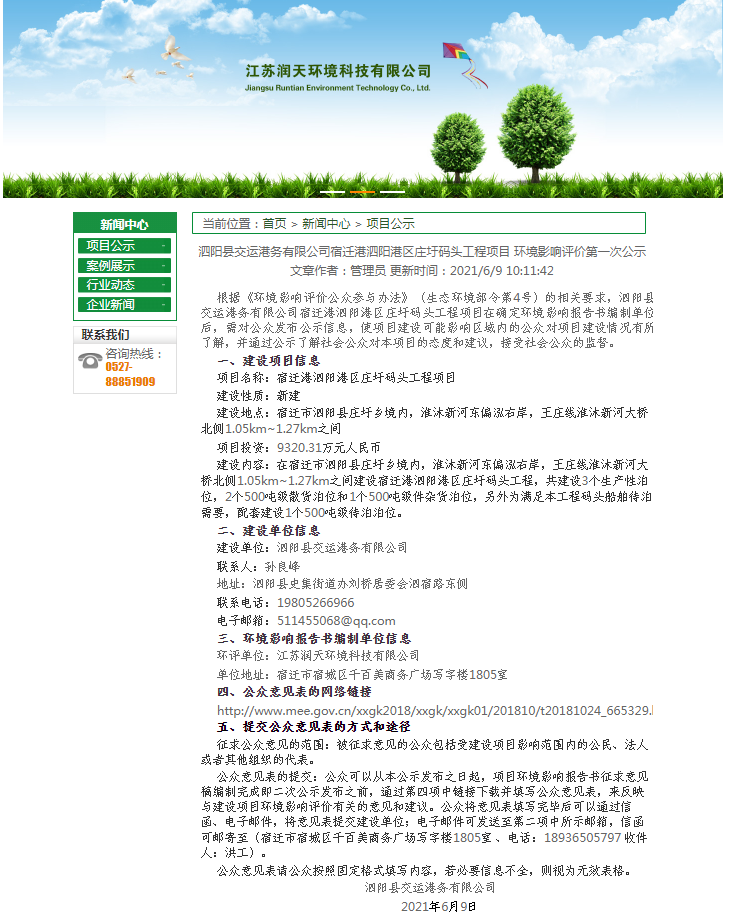 江苏润天环境科技有限公司
Jiangsu Runtian Environment Technology Co., Ltd.
新闻中心
项目公示
案例展示
行业动态
企业新闻
联系我们
咨询热线：
0527-
88851909
当前位置：首页 > 新闻中心 > 项目公示
泗阳县交运港务有限公司宿迁港泗阳港区庄圩码头工程项目 环境影响评价第一次公示
文章作者：管理员 更新时间：2021/6/9 10:11:42
根据《环境影响评价公众参与办法》（生态环境部令第4号）的相关要求，泗阳县
交运港务有限公司宿迁港泗阳港区庄圩码头工程项目在确定环境影响报告书编制单位
后，需对公众发布公示信息，使项目建设可能影响区域内的公众对项目建设情况有所
了解，并通过公示了解社会公众对本项目的态度和建议，接受社会公众的监督。
一、建设项目信息
项目名称：宿迁港泗阳港区庄圩码头工程项目
建设性质：新建
建设地点：宿迁市泗阳县庄圩乡境内，淮沭新河东偏泓右岸，王庄线淮沭新河大桥
北侧1.05km~1.27km之间
项目投资：9320.31万元人民币
建设内容：在宿迁市泗阳县庄圩乡境内，淮沭新河东偏泓右岸，王庄线淮沭新河大
桥北侧1.05km~1.27km之间建设宿迁港泗阳港区庄圩码头工程，共建设3个生产性泊
位，2个500吨级散货泊位和1个500吨级件杂货泊位，另外为满足本工程码头船舶待泊
需要，配套建设1个500吨级待泊泊位。
二、建设单位信息
建设单位：泗阳县交运港务有限公司
联系人：孙良峰
地址：泗阳县史集街道办刘桥居委会泗宿路东侧
联系电话：19805266966
电子邮箱：511455068@qq.com
三、环境影响报告书编制单位信息
环评单位：江苏润天环境科技有限公司
单位地址：宿迁市宿城区千百美商务广场写字楼1805室
四、公众意见表的网络链接
http://www.mee.gov.cn/xxgk2018/xxgk/xxgk01/201810/t20181024_665329.
五、提交公众意见表的方式和途径
征求公众意见的范围：被征求意见的公众包括受建设项目影响范围内的公民、法人
或者其他组织的代表。
公众意见表的提交：公众可以从本公示发布之日起，项目环境影响报告书征求意见
稿编制完成即二次公示发布之前，通过第四项中链接下载并填写公众意见表，来反映
与建设项目环境影响评价有关的意见和建议。公众将意见表填写完毕后可以通过信
函、电子邮件，将意见表提交建设单位；电子邮件可发送至第二项中所示邮箱，信函
可邮寄至（宿迁市宿城区千百美商务广场写字楼1805室 、电话：18936505797 收件
人：洪工）。
公众意见表请公众按照固定格式填写内容，若必要信息不全，则视为无效表格。
泗阳县交运港务有限公司
2021年6月9日